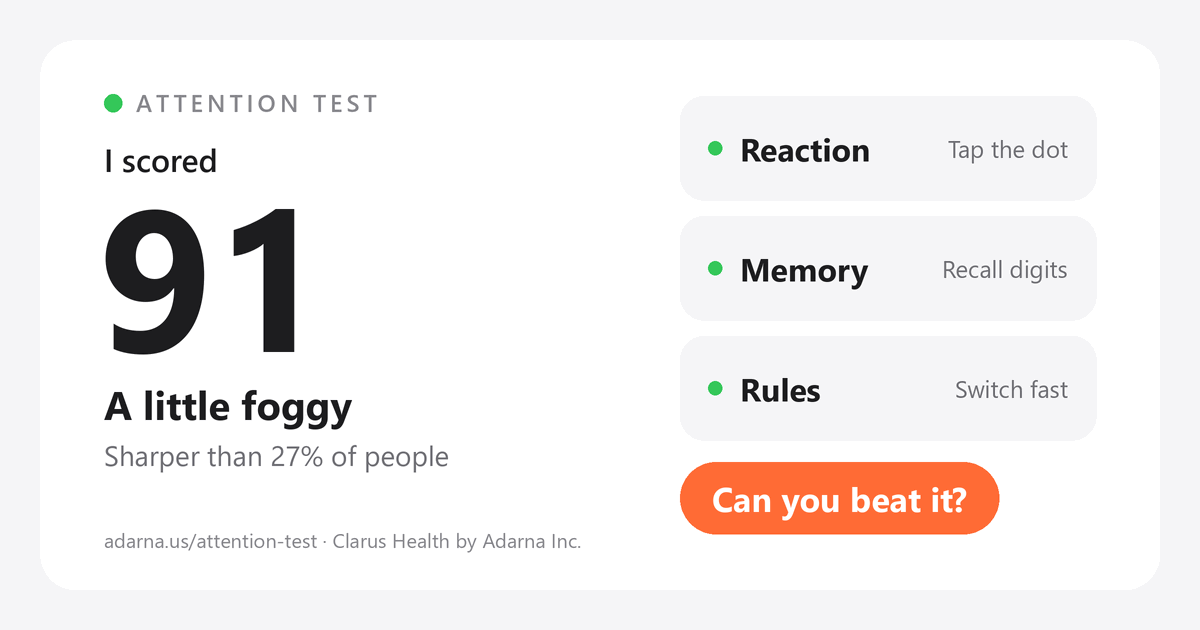 ATTENTION TEST
I scored
91
A little foggy
Sharper than 27% of people
adarna.us/attention-test · Clarus Health by Adarna Inc.
Reaction Tap the dot
Memory Recall digits
Rules Switch fast
Can you beat it?